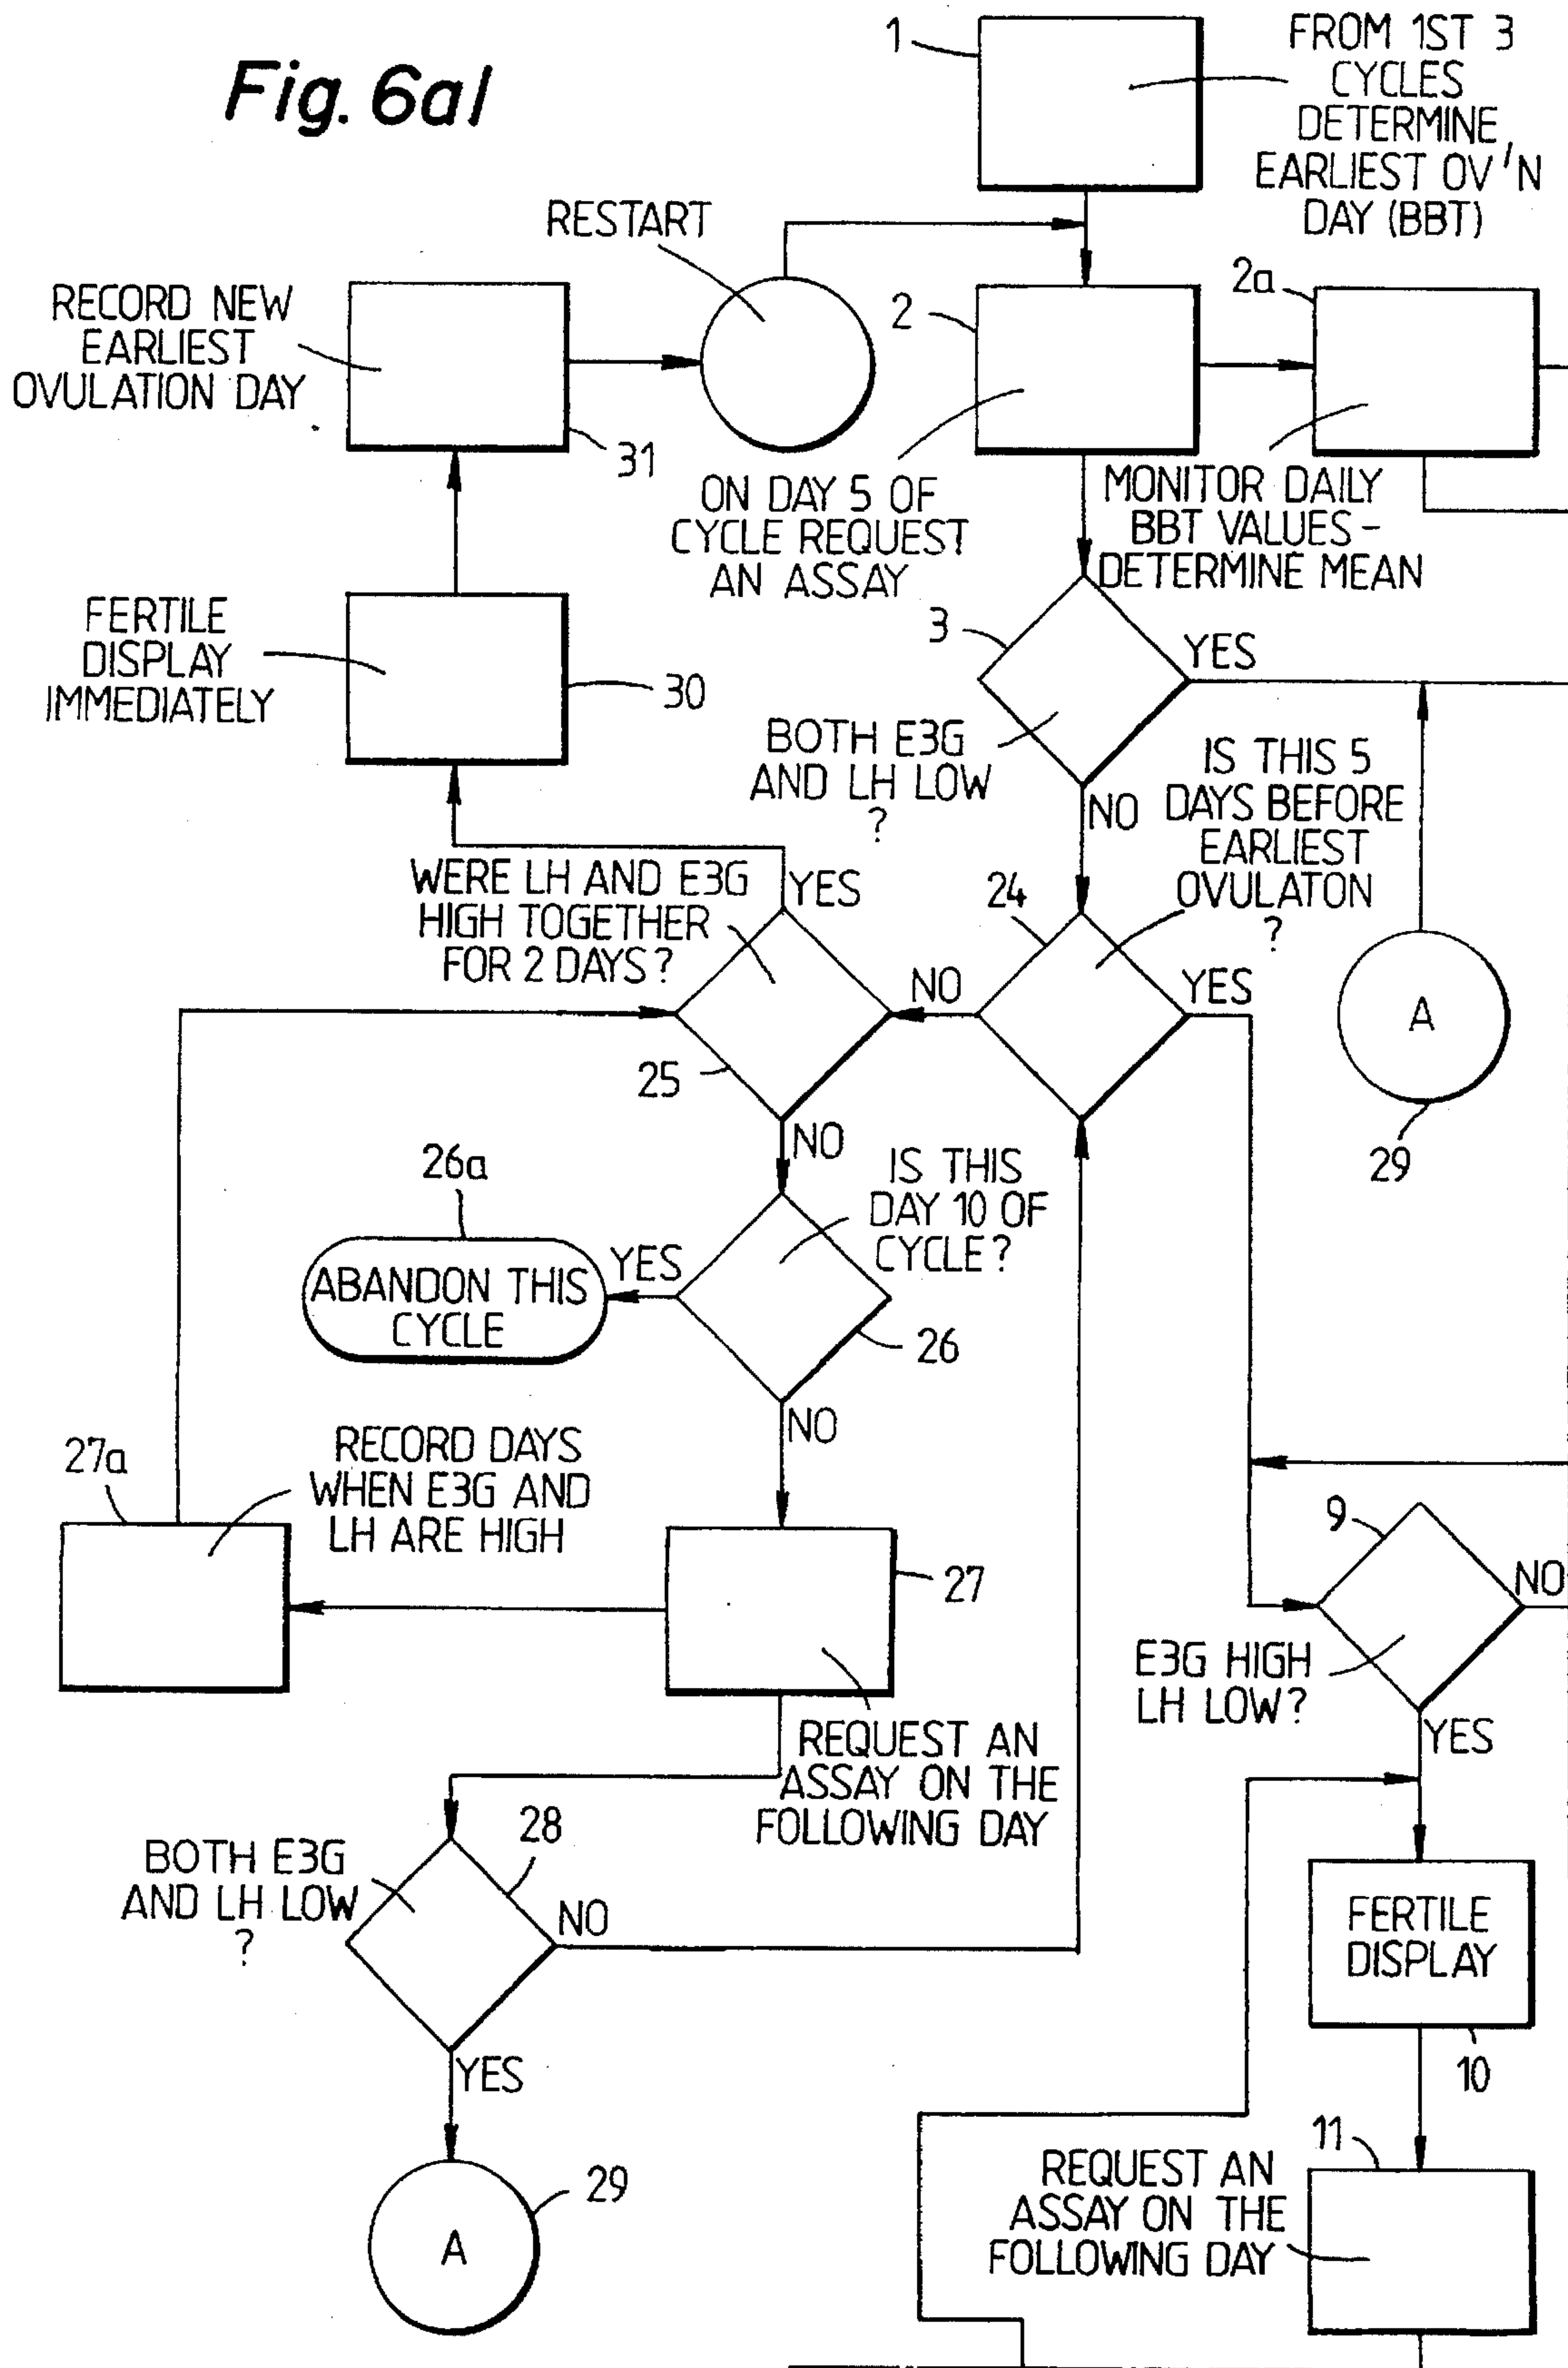 Fig. 6a1
1
FROM 1ST 3
CYCLES
DETERMINE
EARLIEST OV'N
DAY (BBT)
RESTART
RECORD NEW
EARLIEST
OVULATION DAY
31
2
2a
ON DAY 5 OF
CYCLE REQUEST
AN ASSAY
MONITOR DAILY
BBT VALUES-
DETERMINE MEAN
FERTILE
DISPLAY
IMMEDIATELY
30
3
YES
BOTH E3G
AND LH LOW
?
NO
IS THIS 5
DAYS BEFORE
EARLIEST
OVULATON
?
WERE LH AND E3G
HIGH TOGETHER
FOR 2 DAYS?
YES
24
NO
YES
A
29
25
NO
26a
IS THIS
DAY 10 OF
CYCLE?
YES
ABANDON THIS
CYCLE
26
NO
27a
RECORD DAYS
WHEN E3G AND
LH ARE HIGH
27
9
NO
E3G HIGH
LH LOW?
YES
REQUEST AN
ASSAY ON THE
FOLLOWING DAY
28
BOTH E3G
AND LH LOW
?
NO
YES
FERTILE
DISPLAY
10
A
29
11
REQUEST AN
ASSAY ON THE
FOLLOWING DAY